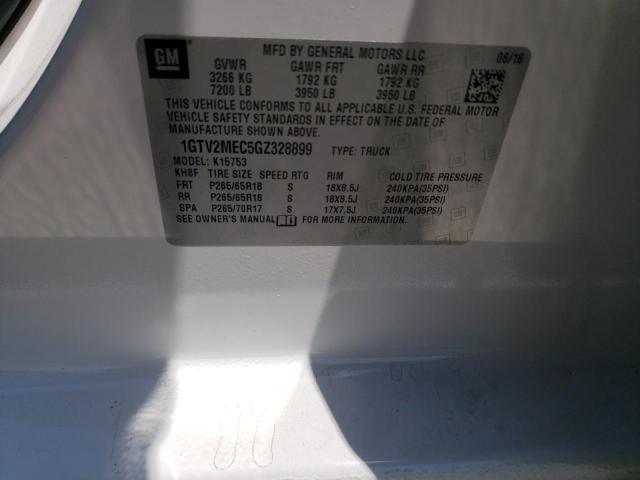 GM
MFD BY GENERAL MOTORS LLC 06/16
GVWR GAWR FRT GAWR RR
3266 KG 1792 KG 1792 KG
7200 LB 3950 LB 3950 LB
THIS VEHICLE CONFORMS TO ALL APPLICABLE U.S. FEDERAL MOTOR
VEHICLE SAFETY STANDARDS IN EFFECT ON THE DATE OF
MANUFACTURE SHOWN ABOVE.
1GTV2MEC5GZ328899 TYPE: TRUCK
MODEL: K15753
KH8F TIRE SIZE SPEED RTG RIM COLD TIRE PRESSURE
FRT P265/65R18 S 18X8.5J 240KPA(35PSI)
RR P265/65R18 S 18X8.5J 240KPA(35PSI)
SPA P265/70R17 S 17X7.5J 240KPA(35PSI)
SEE OWNER'S MANUAL FOR MORE INFORMATION.